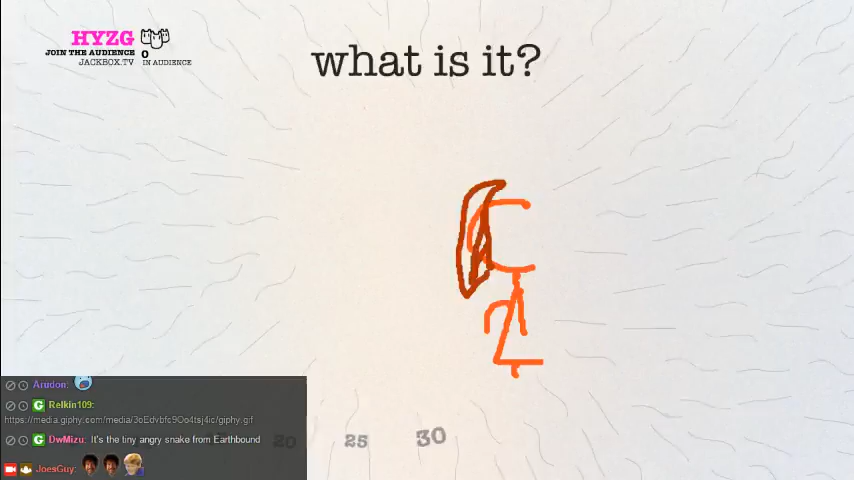 HYZG
JOIN THE AUDIENCE
JACKBOX.TV
0
IN AUDIENCE
what is it?
Arudon:
Relkin109:
https://media.giphy.com/media/3oEdvbfc9Oo4tsj4ic/giphy.gif
DwMizu: It's the tiny angry snake from Earthbound
JoesGuy:
20 25 30